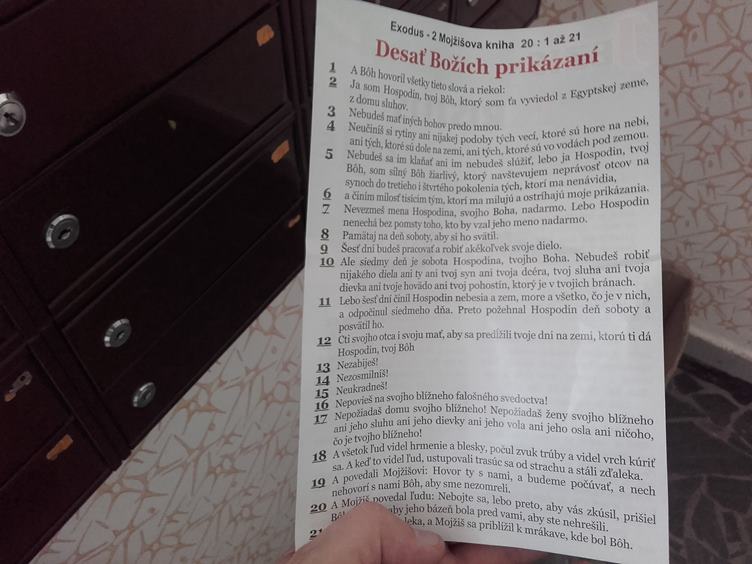 Exodus - 2 Mojžišova kniha 20 : 1 až 21
Desať Božích prikázaní
1 A Bôh hovoril všetky tieto slová a riekol:
2 Ja som Hospodin, tvoj Bôh, ktorý som ťa vyviedol z Egyptskej zeme,
z domu sluhov.
3 Nebudeš mať iných bohov predo mnou.
4 Neučiníš si rytiny ani nijakej podoby tých vecí, ktoré sú hore na nebi,
ani tých, ktoré sú dole na zemi, ani tých, ktoré sú vo vodách pod zemou.
5 Nebudeš sa im klaňať ani im nebudeš slúžiť, lebo ja Hospodin, tvoj
Bôh, som silný Bôh žiarlivý, ktorý navštevujem neprávosť otcov na
synoch do tretieho i štvrtého pokolenia tých, ktorí ma nenávidia,
6 a činím milosť tisícim tým, ktorí ma milujú a ostríhajú moje prikázania.
7 Nevezmeš mena Hospodina, svojho Boha, nadarmo. Lebo Hospodin
nenechá bez pomsty toho, kto by vzal jeho meno nadarmo.
8 Pamätaj na deň soboty, aby si ho svätil.
9 Šesť dní budeš pracovať a robiť akékoľvek svoje dielo.
10 Ale siedmy deň je sobota Hospodina, tvojho Boha. Nebudeš robiť
nijakého diela ani ty ani tvoj syn ani tvoja dcéra, tvoj sluha ani tvoja
dievka ani tvoje hovädo ani tvoj pohostín, ktorý je v tvojich bránach.
11 Lebo šesť dní činil Hospodin nebesia a zem, more a všetko, čo je v nich,
a odpočinul siedmeho dňa. Preto požehnal Hospodin deň soboty a
posvätil ho.
12 Cti svojho otca i svoju mať, aby sa predĺžili tvoje dni na zemi, ktorú ti dá
Hospodin, tvoj Bôh
13 Nezabiješ!
14 Nezosmilníš!
15 Neukradneš!
16 Nepovieš na svojho blížneho falošného svedoctva!
17 Nepožiadaš domu svojho blížneho! Nepožiadaš ženy svojho blížneho
ani jeho sluhu ani jeho dievky ani jeho vola ani jeho osla ani ničoho,
čo je tvojho blížneho!
18 A všetok ľud videl hrmenie a blesky, počul zvuk trúby a videl vrch kúriť
sa. A keď to videl ľud, ustupovali trasúc sa od strachu a stáli zďaleka.
19 A povedali Mojžišovi: Hovor ty s nami, a budeme počúvať, a nech
nehovorí s nami Bôh, aby sme nezomreli.
20 A Mojžiš povedal ľudu: Nebojte sa, lebo preto, aby vás zkúsil, prišiel
aby jeho bázeň bola pred vami, aby ste nehrešili.
a Mojžiš sa priblížil k mrákave, kde bol Bôh.